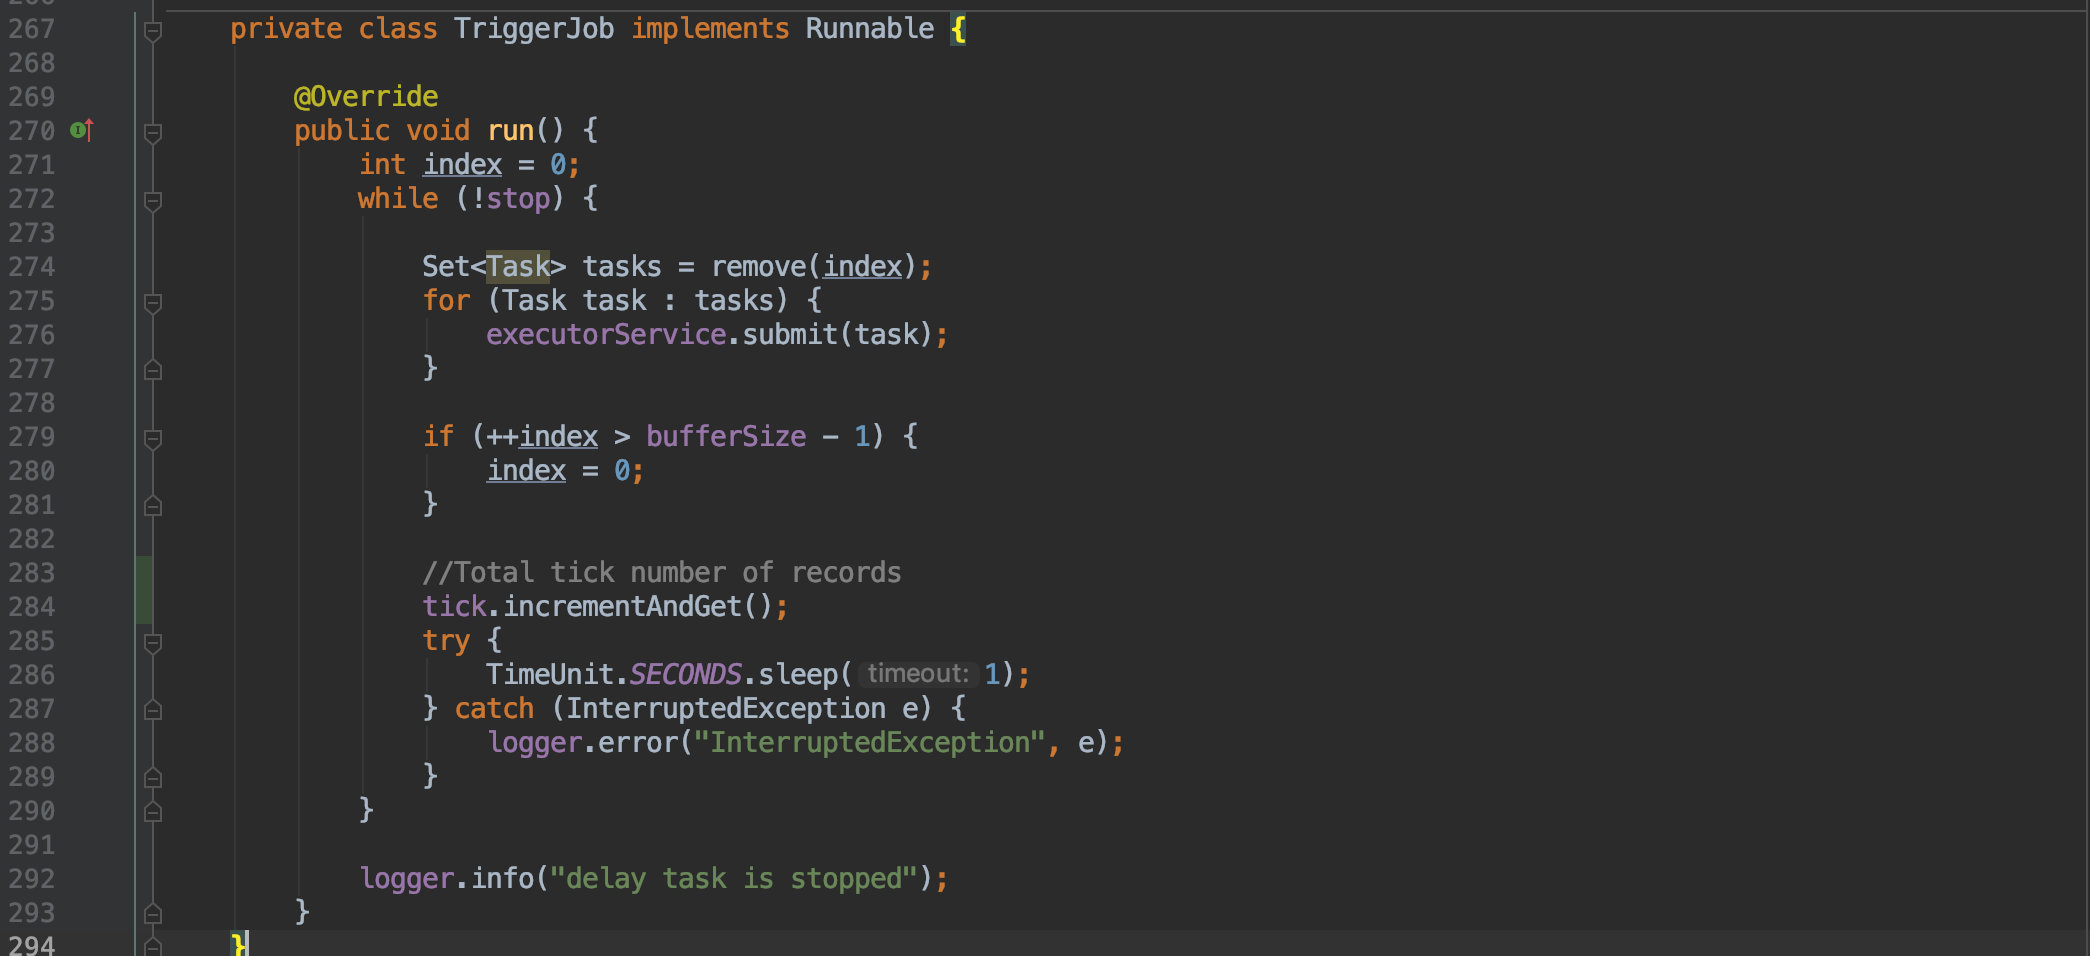 267 private class TriggerJob implements Runnable {
268
269 @Override
270 public void run() {
271 int index = 0;
272 while (!stop) {
273
274 Set<Task> tasks = remove(index);
275 for (Task task : tasks) {
276 executorService.submit(task);
277 }
278
279 if (++index > bufferSize - 1) {
280 index = 0;
281 }
282
283 //Total tick number of records
284 tick.incrementAndGet();
285 try {
286 TimeUnit.SECONDS.sleep( timeout: 1);
287 } catch (InterruptedException e) {
288 logger.error("InterruptedException", e);
289 }
290 }
291
292 logger.info("delay task is stopped");
293 }
294 }